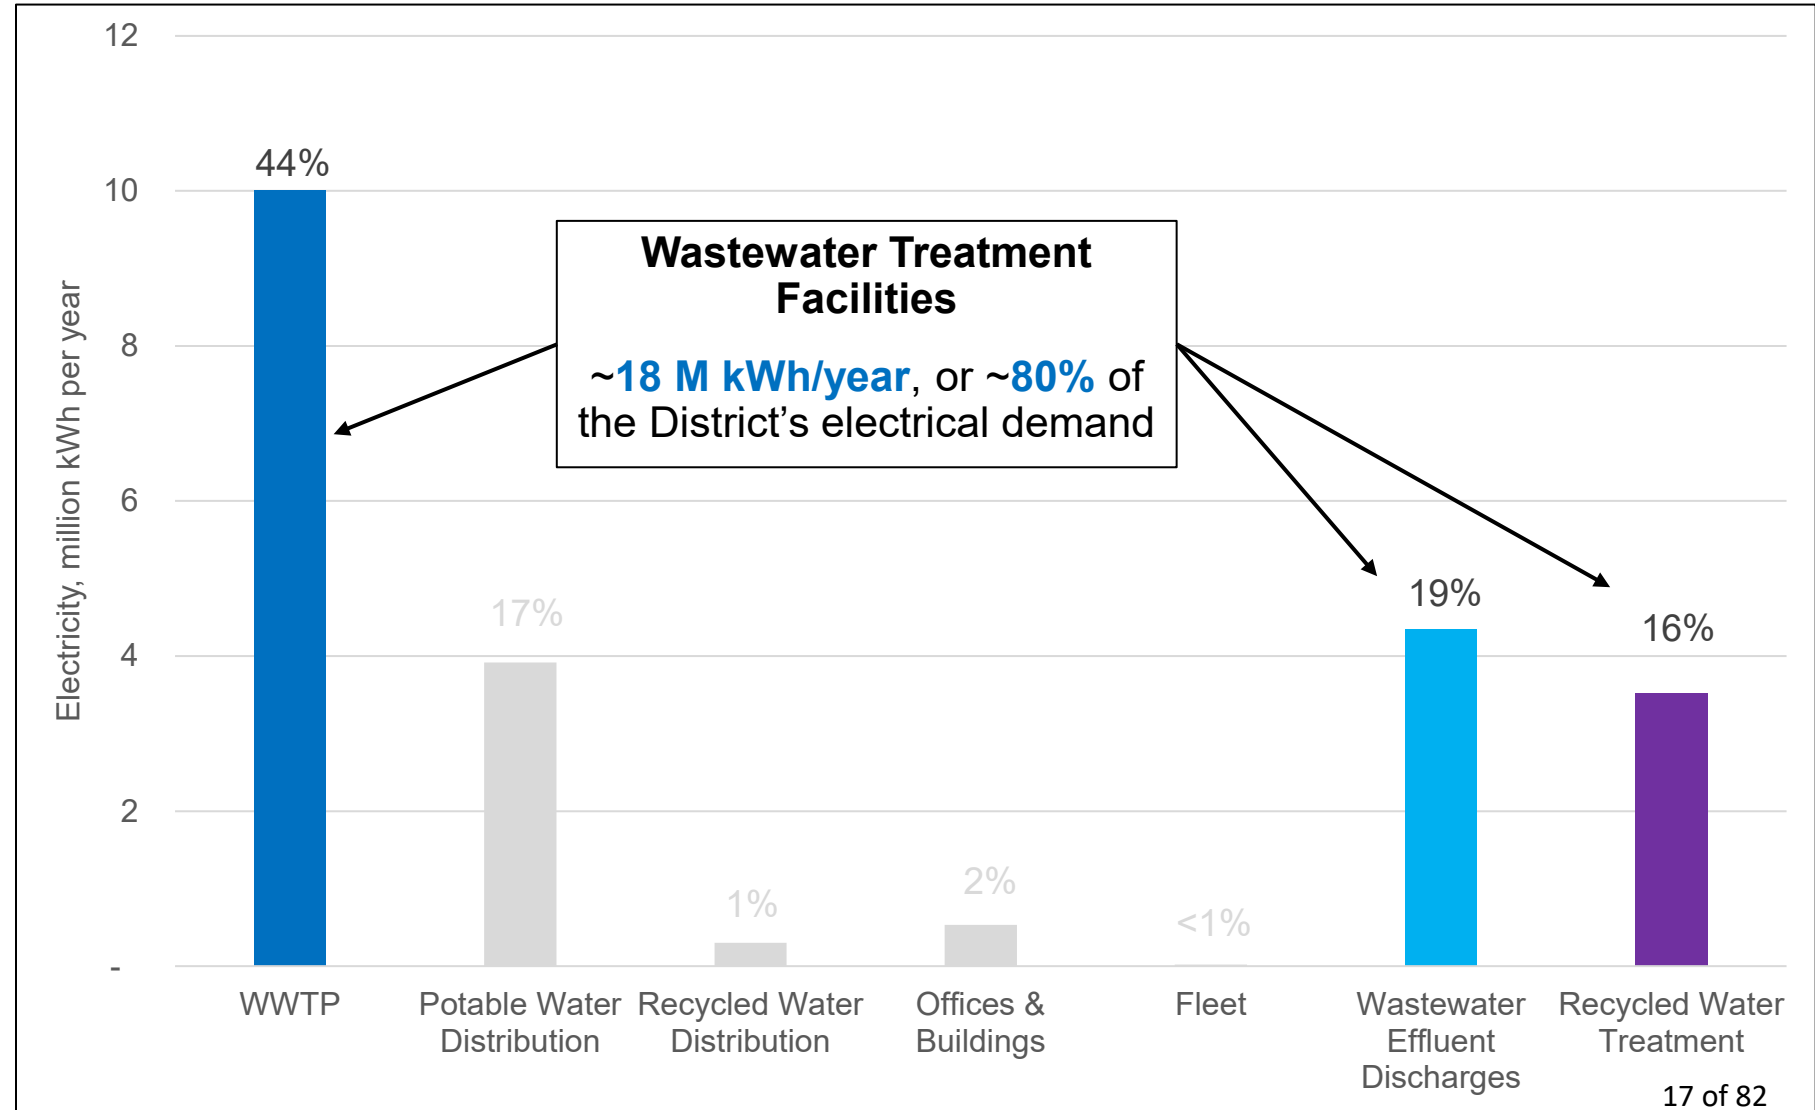 12
10
8
6
4
2
-
Electricity, million kWh per year
44%
17%
1%
2%
<1%
19%
16%
Wastewater Treatment
Facilities
~18 M kWh/year, or ~80% of
the District’s electrical demand
WWTP
Potable Water
Distribution
Recycled Water
Distribution
Offices &
Buildings
Fleet
Wastewater
Effluent
Discharges
Recycled Water
Treatment
17 of 82